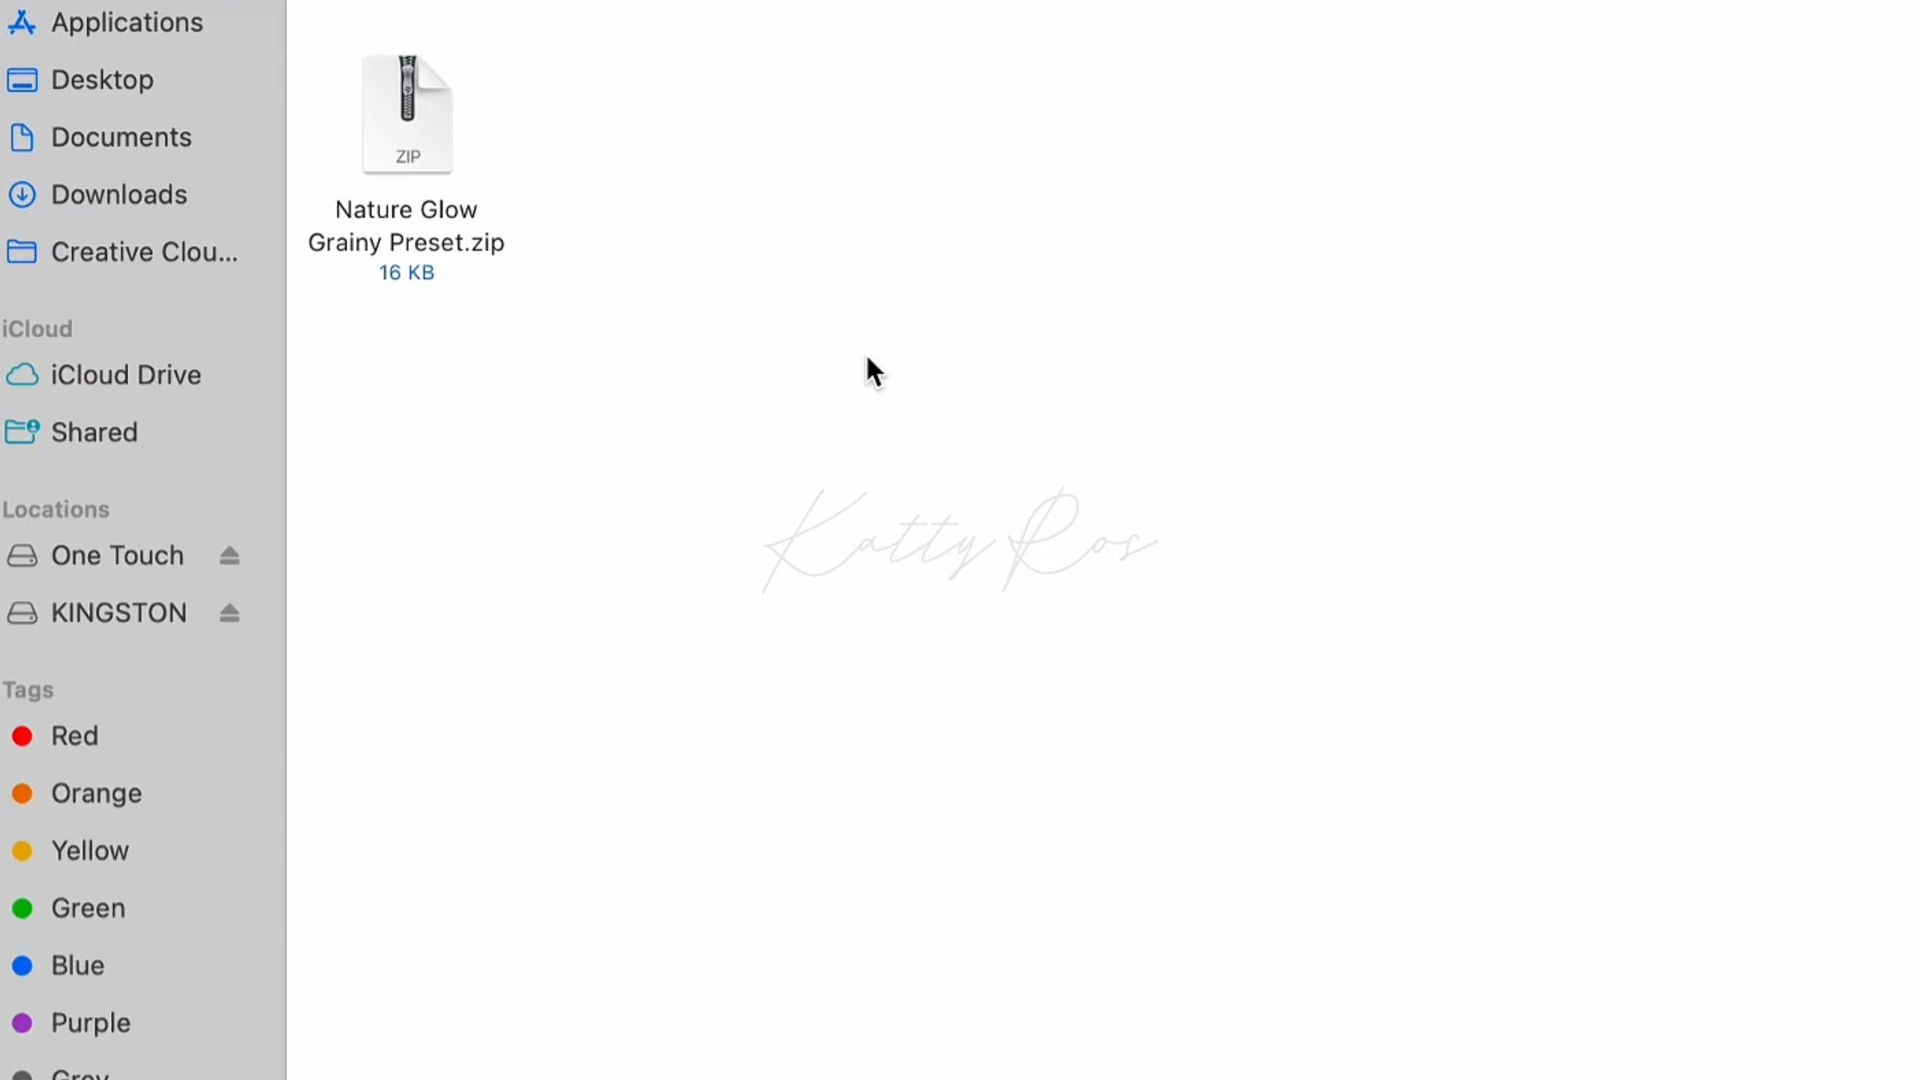 Applications
Desktop
Documents
Downloads
Creative Clou...
iCloud
iCloud Drive
Shared
Locations
One Touch
KINGSTON
Tags
Red
Orange
Yellow
Green
Blue
Purple
Grey
ZIP
Nature Glow
Grainy Preset.zip
16 KB
Katty Ros